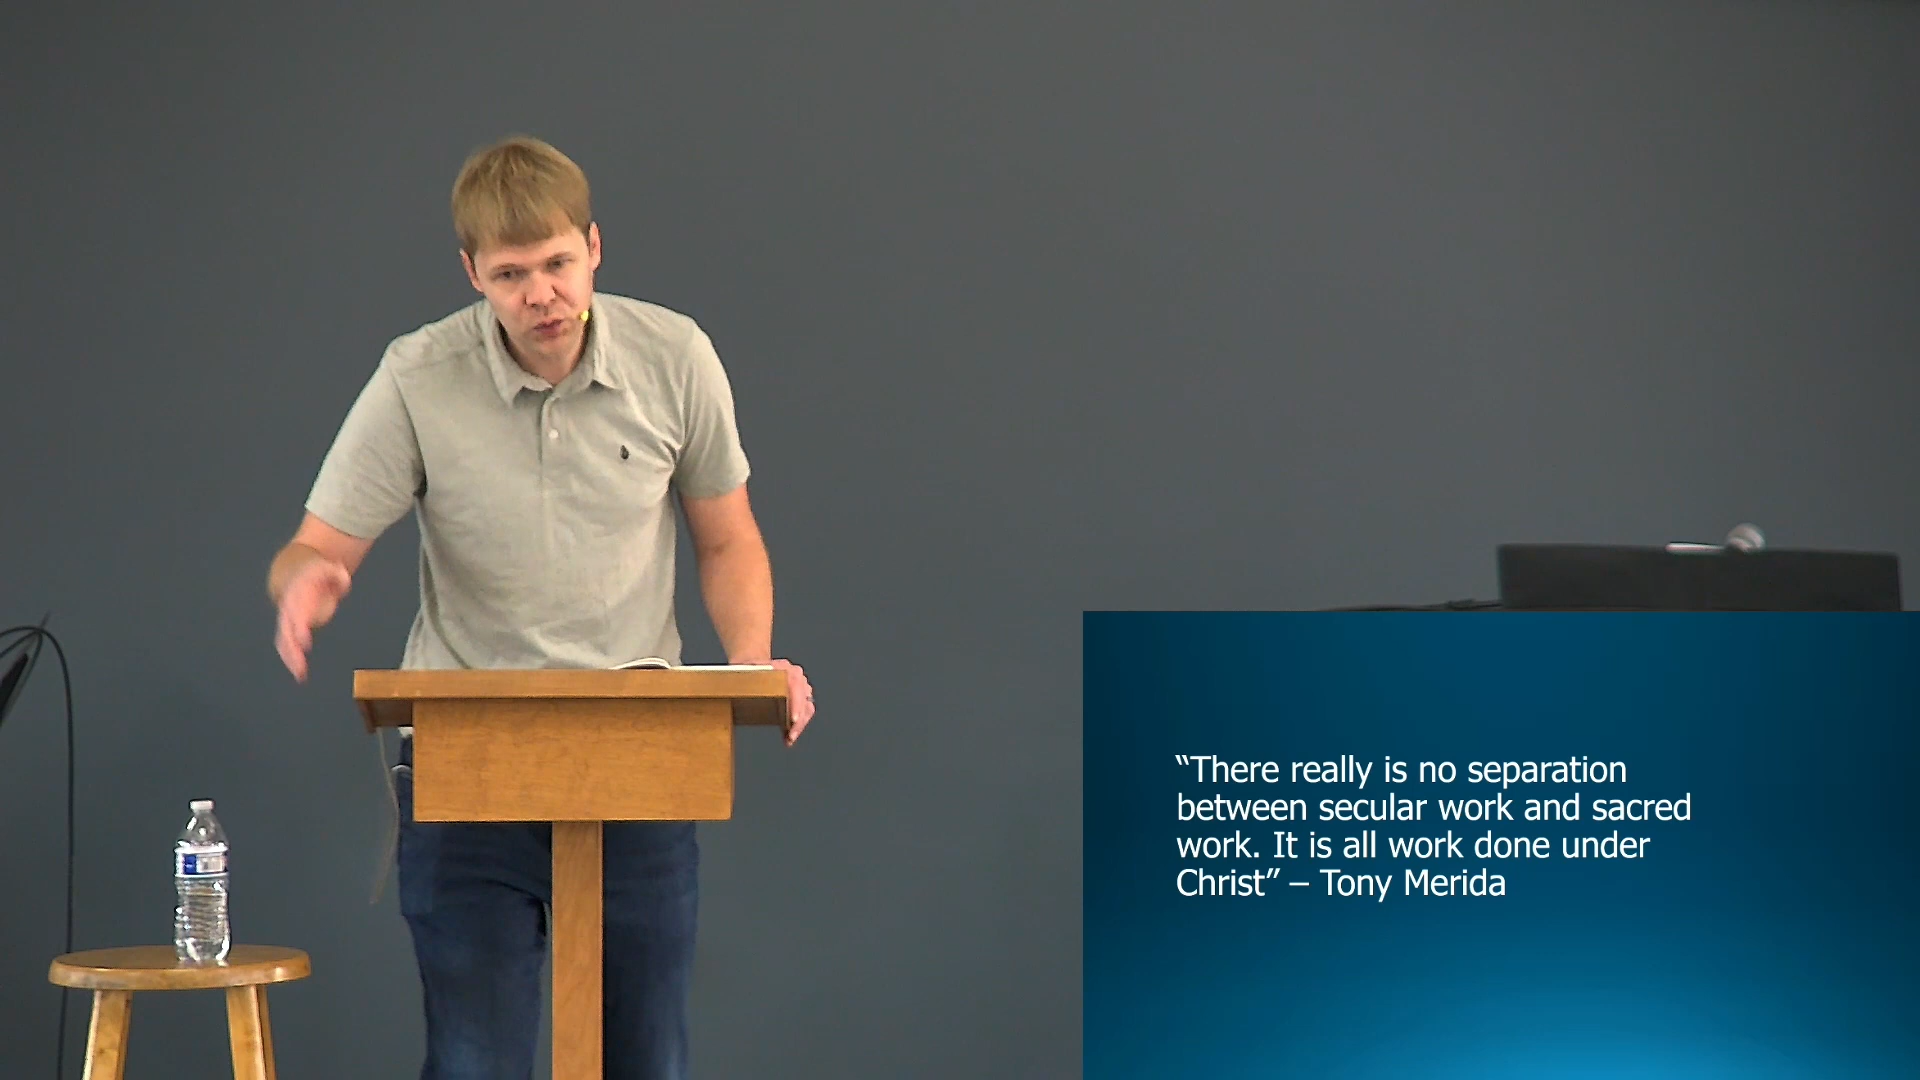 “There really is no separation
between secular work and sacred
work. It is all work done under
Christ” – Tony Merida